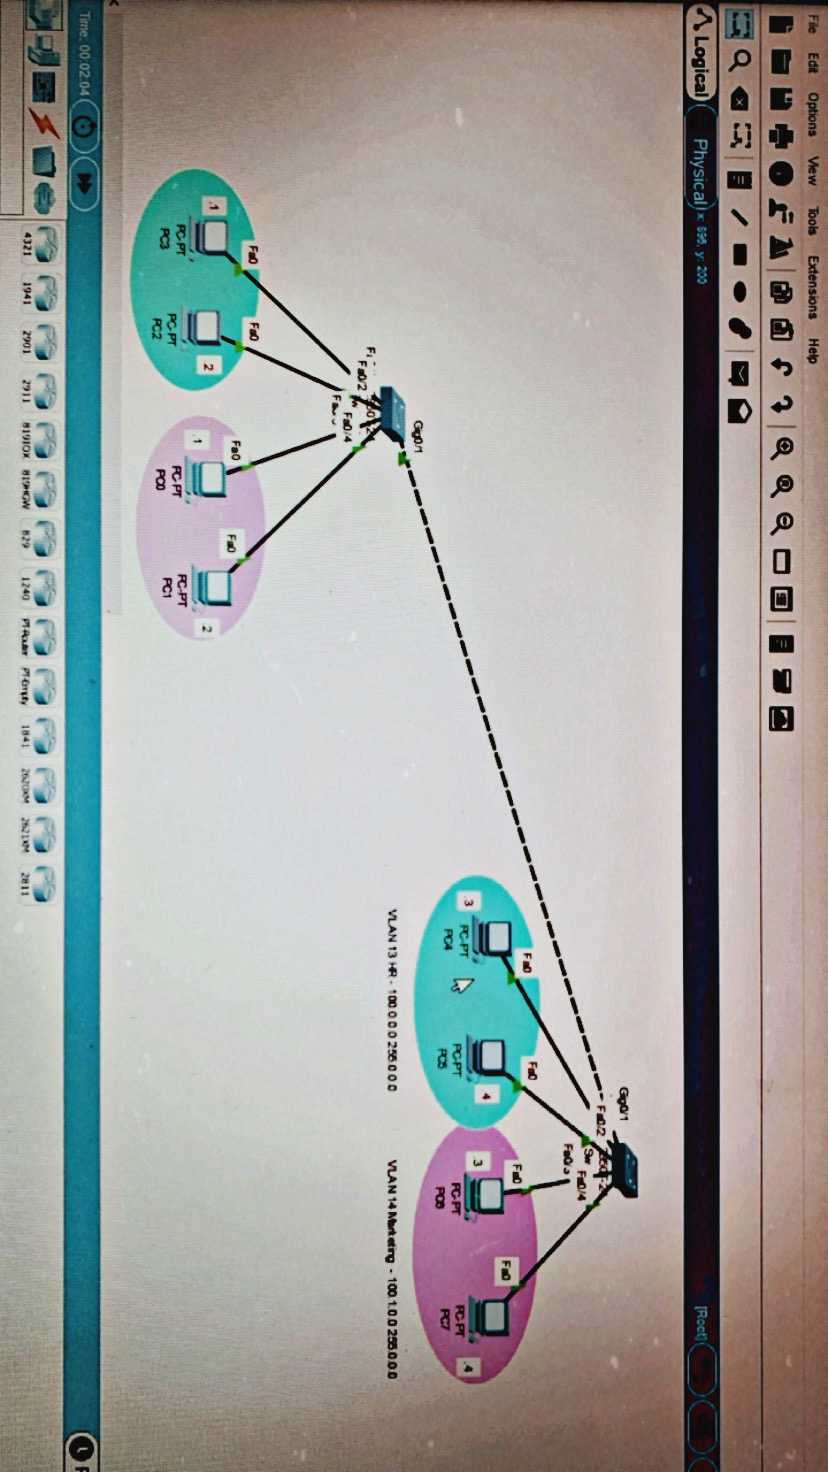 File Edit Options View Tools Extensions Help
Logical Physical x: 696, y: 200 [Root]
Gig0/1
Fa0/2
Fa0/4
Fa0 Fa0 Fa0 Fa0
.1 2 .1 2
PC-PT PC-PT PC-PT PC-PT
PC3 PC2 PC0 PC1
Gig0/1
Fa0/2
Fa0/4
Fa0 Fa0 Fa0 Fa0
.3 4 .3 .4
PC-PT PC-PT PC-PT PC-PT
PC4 PC5 PC6 PC7
VLAN 13 HR - 100.0.0.0 255.0.0.0 VLAN 14 Marketing - 100.1.0.0 255.0.0.0
Time: 00:02:04
4321 1941 2901 2911 819IOX 819HGW 829 1240 PT-Router PT-Empty 1841 2620XM 2621XM 2811